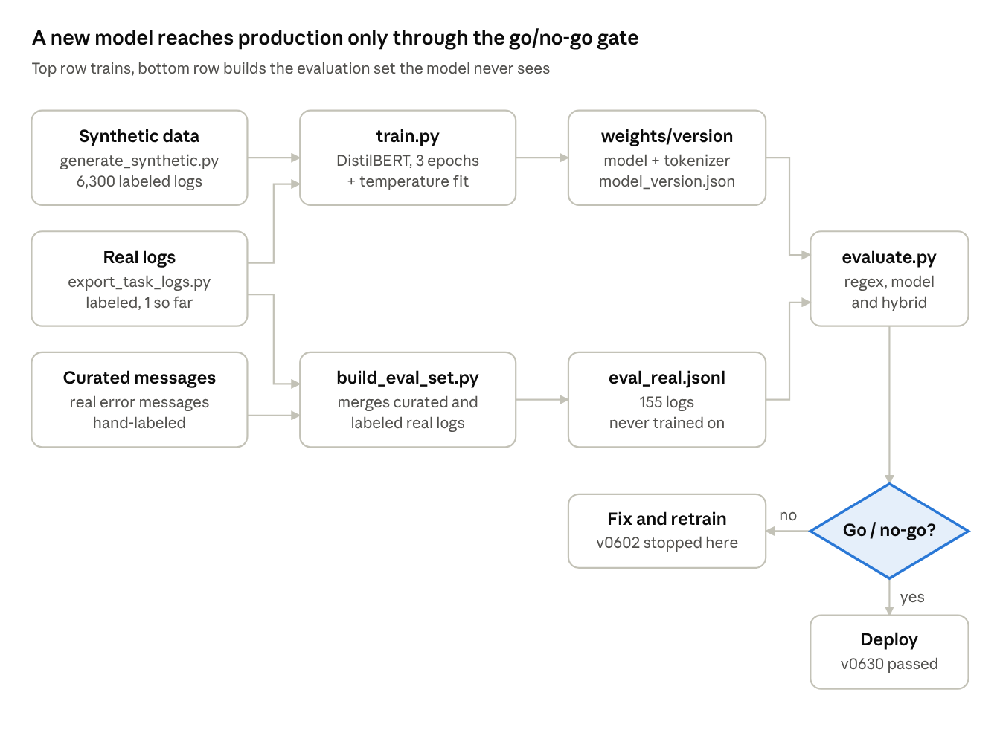 A new model reaches production only through the go/no-go gate
Top row trains, bottom row builds the evaluation set the model never sees
Synthetic data
generate_synthetic.py
6,300 labeled logs
train.py
DistilBERT, 3 epochs
+ temperature fit
weights/version
model + tokenizer
model_version.json
Real logs
export_task_logs.py
labeled, 1 so far
evaluate.py
regex, model
and hybrid
Curated messages
real error messages
hand-labeled
build_eval_set.py
merges curated and
labeled real logs
eval_real.jsonl
155 logs
never trained on
Fix and retrain
v0602 stopped here
no
Go / no-go?
yes
Deploy
v0630 passed